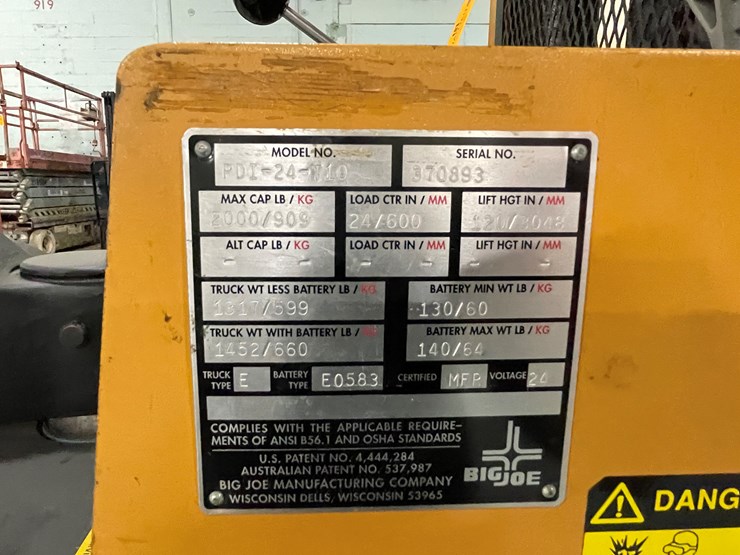 919
MODEL NO. SERIAL NO.
PDI-24- 370893
MAX CAP LB / KG LOAD CTR IN / MM LIFT HGT IN / MM
2000/909 24/600
ALT CAP LB / KG LOAD CTR IN / MM LIFT HGT IN / MM
- - - - - -
TRUCK WT LESS BATTERY LB / KG BATTERY MIN WT LB / KG
1317/599 130/60
TRUCK WT WITH BATTERY LB / BATTERY MAX WT LB / KG
1452/660 140/64
TRUCK TYPE E BATTERY TYPE E0583 CERTIFIED MFR VOLTAGE 24
COMPLIES WITH THE APPLICABLE REQUIRE-
MENTS OF ANSI B56.1 AND OSHA STANDARDS
U.S. PATENT NO. 4,444,284
AUSTRALIAN PATENT NO. 537,987
BIG JOE MANUFACTURING COMPANY
WISCONSIN DELLS, WISCONSIN 53965
BIG JOE
DANG